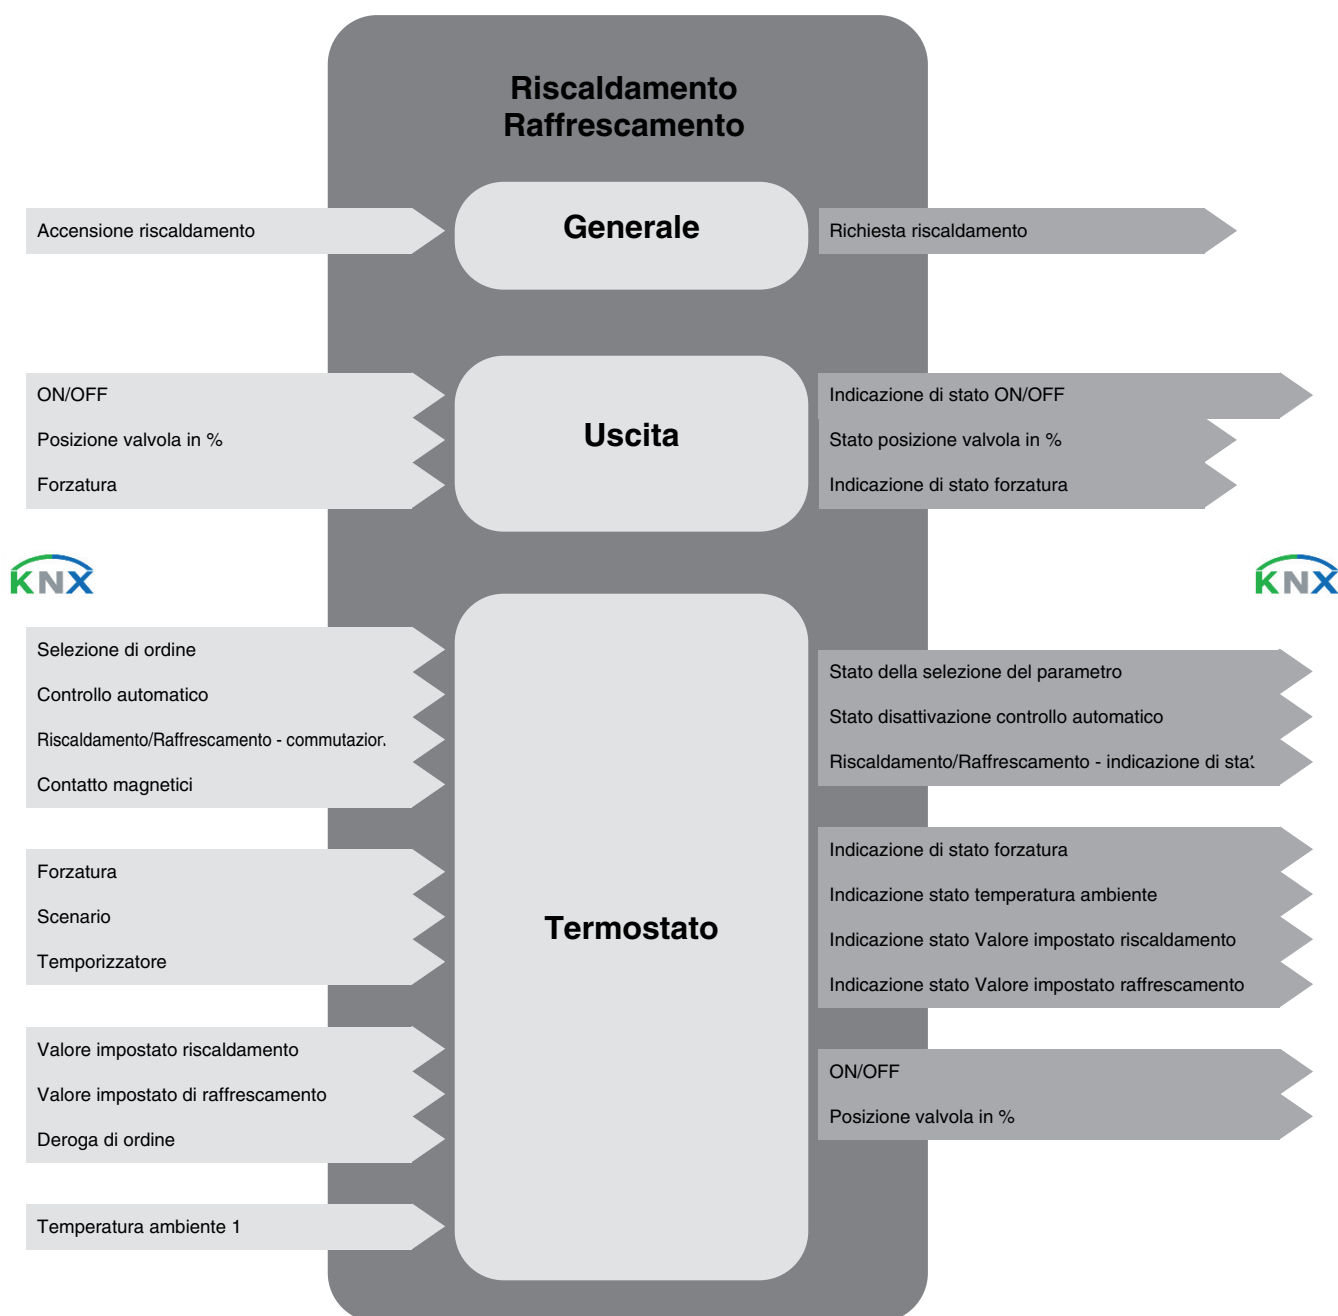 Riscaldamento
Raffrescamento
Generale
Accensione riscaldamento
Richiesta riscaldamento
Uscita
ON/OFF
Posizione valvola in %
Forzatura
Indicazione di stato ON/OFF
Stato posizione valvola in %
Indicazione di stato forzatura
KNX
KNX
Termostato
Selezione di ordine
Controllo automatico
Riscaldamento/Raffrescamento - commutazior.
Contatto magnetici
Forzatura
Scenario
Temporizzatore
Valore impostato riscaldamento
Valore impostato di raffrescamento
Deroga di ordine
Temperatura ambiente 1
Stato della selezione del parametro
Stato disattivazione controllo automatico
Riscaldamento/Raffrescamento - indicazione di
Indicazione di stato forzatura
Indicazione stato temperatura ambiente
Indicazione stato Valore impostato riscaldamento
Indicazione stato Valore impostato raffrescamento
ON/OFF
Posizione valvola in %